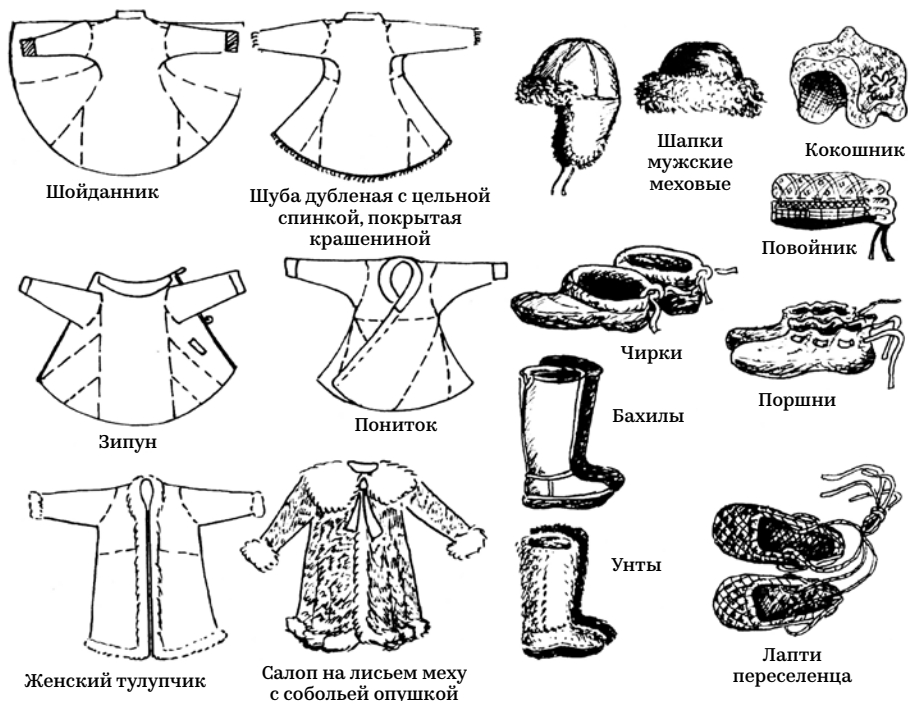 Шойданник
Шуба дубленая с цельной
спинкой, покрытая
крашениной
Шапки
мужские
меховые
Кокошник
Повойник
Зипун
Пониток
Чирки
Поршни
Бахилы
Женский тулупчик
Салоп на лисьем меху
с собольей опушкой
Унты
Лапти
переселенца